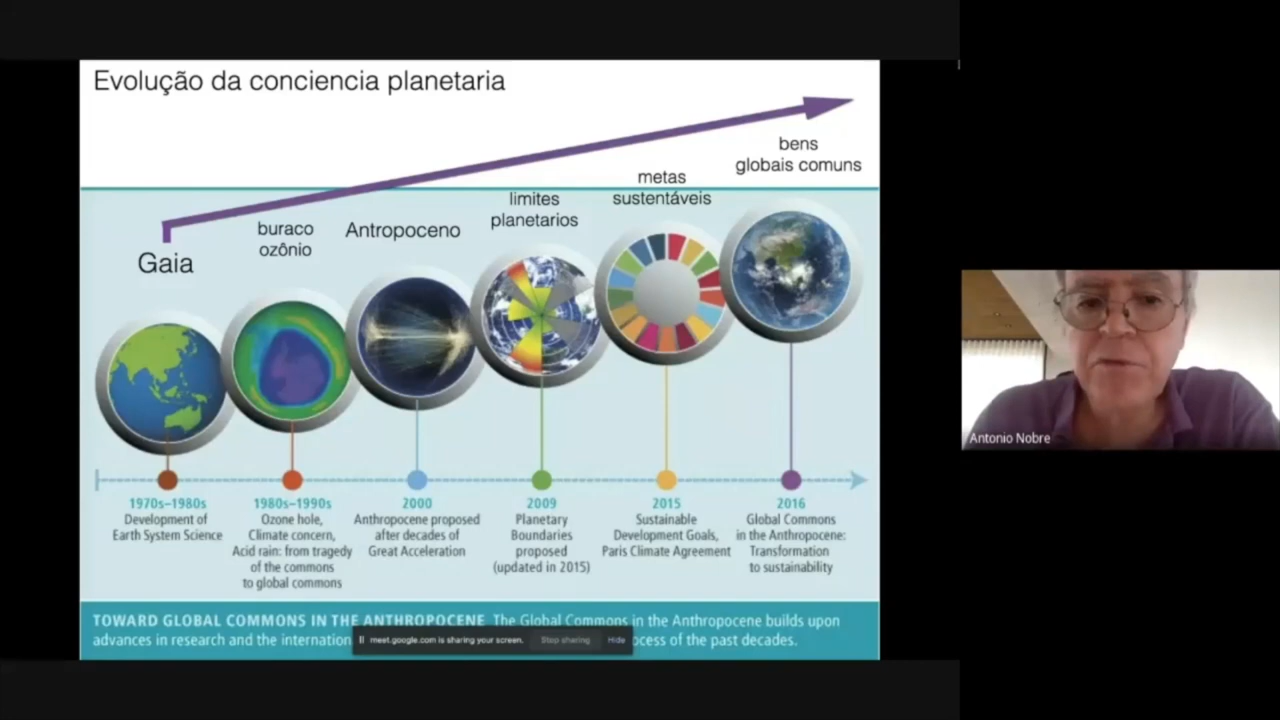 Evolução da conciencia planetaria
bens
globais comuns
metas
sustentáveis
limites
planetarios
Antropoceno
buraco
ozônio
Gaia
1970s–1980s
Development of
Earth System Science
1980s–1990s
Ozone hole,
Climate concern,
Acid rain: from tragedy
of the commons
to global commons
2000
Anthropocene proposed
after decades of
Great Acceleration
2009
Planetary
Boundaries
proposed
(updated in 2015)
2015
Sustainable
Development Goals,
Paris Climate Agreement
2016
Global Commons
in the Anthropocene:
Transformation
to sustainability
TOWARD GLOBAL COMMONS IN THE ANTHROPOCENE The Global Commons in the Anthropocene builds upon
advances in research and the internation
ocess of the past decades.
meet.google.com is sharing your screen. Stop sharing Hide
Antonio Nobre